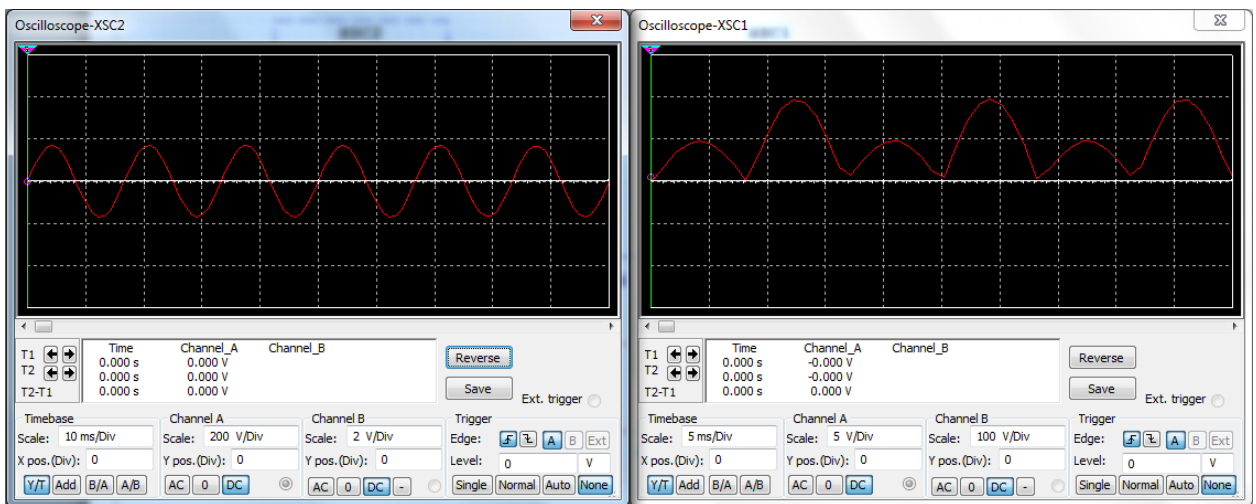 Oscilloscope-XSC2
T1
T2
T2-T1
Time Channel_A Channel_B
0.000 s 0.000 V
0.000 s 0.000 V
0.000 s 0.000 V
Reverse
Save
Ext. trigger
Timebase
Scale: 10 ms/Div
X pos.(Div): 0
Y/T Add B/A A/B
Channel A
Scale: 200 V/Div
Y pos.(Div): 0
AC 0 DC
Channel B
Scale: 2 V/Div
Y pos.(Div): 0
AC 0 DC -
Trigger
Edge: A B Ext
Level: 0 V
Single Normal Auto None
Oscilloscope-XSC1
T1
T2
T2-T1
Time Channel_A Channel_B
0.000 s -0.000 V
0.000 s -0.000 V
0.000 s 0.000 V
Reverse
Save
Ext. trigger
Timebase
Scale: 5 ms/Div
X pos.(Div): 0
Y/T Add B/A A/B
Channel A
Scale: 5 V/Div
Y pos.(Div): 0
AC 0 DC
Channel B
Scale: 100 V/Div
Y pos.(Div): 0
AC 0 DC -
Trigger
Edge: A B Ext
Level: 0 V
Single Normal Auto None